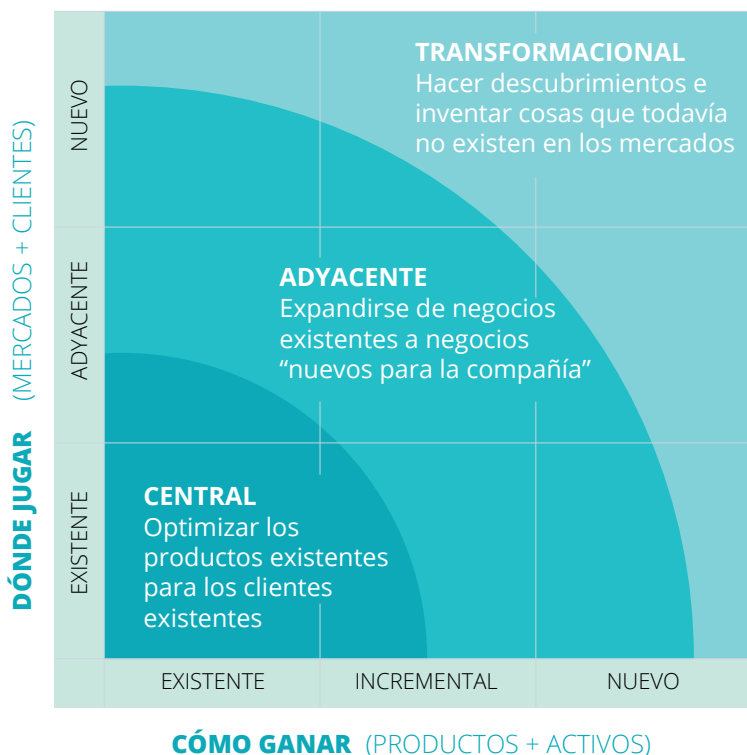 DÓNDE JUGAR (MERCADOS + CLIENTES)
NUEVO
ADYACENTE
EXISTENTE
TRANSFORMACIONAL
Hacer descubrimientos e
inventar cosas que todavía
no existen en los mercados
ADYACENTE
Expandirse de negocios
existentes a negocios
“nuevos para la compañía”
CENTRAL
Optimizar los
productos existentes
para los clientes
existentes
EXISTENTE
INCREMENTAL
NUEVO
CÓMO GANAR (PRODUCTOS + ACTIVOS)